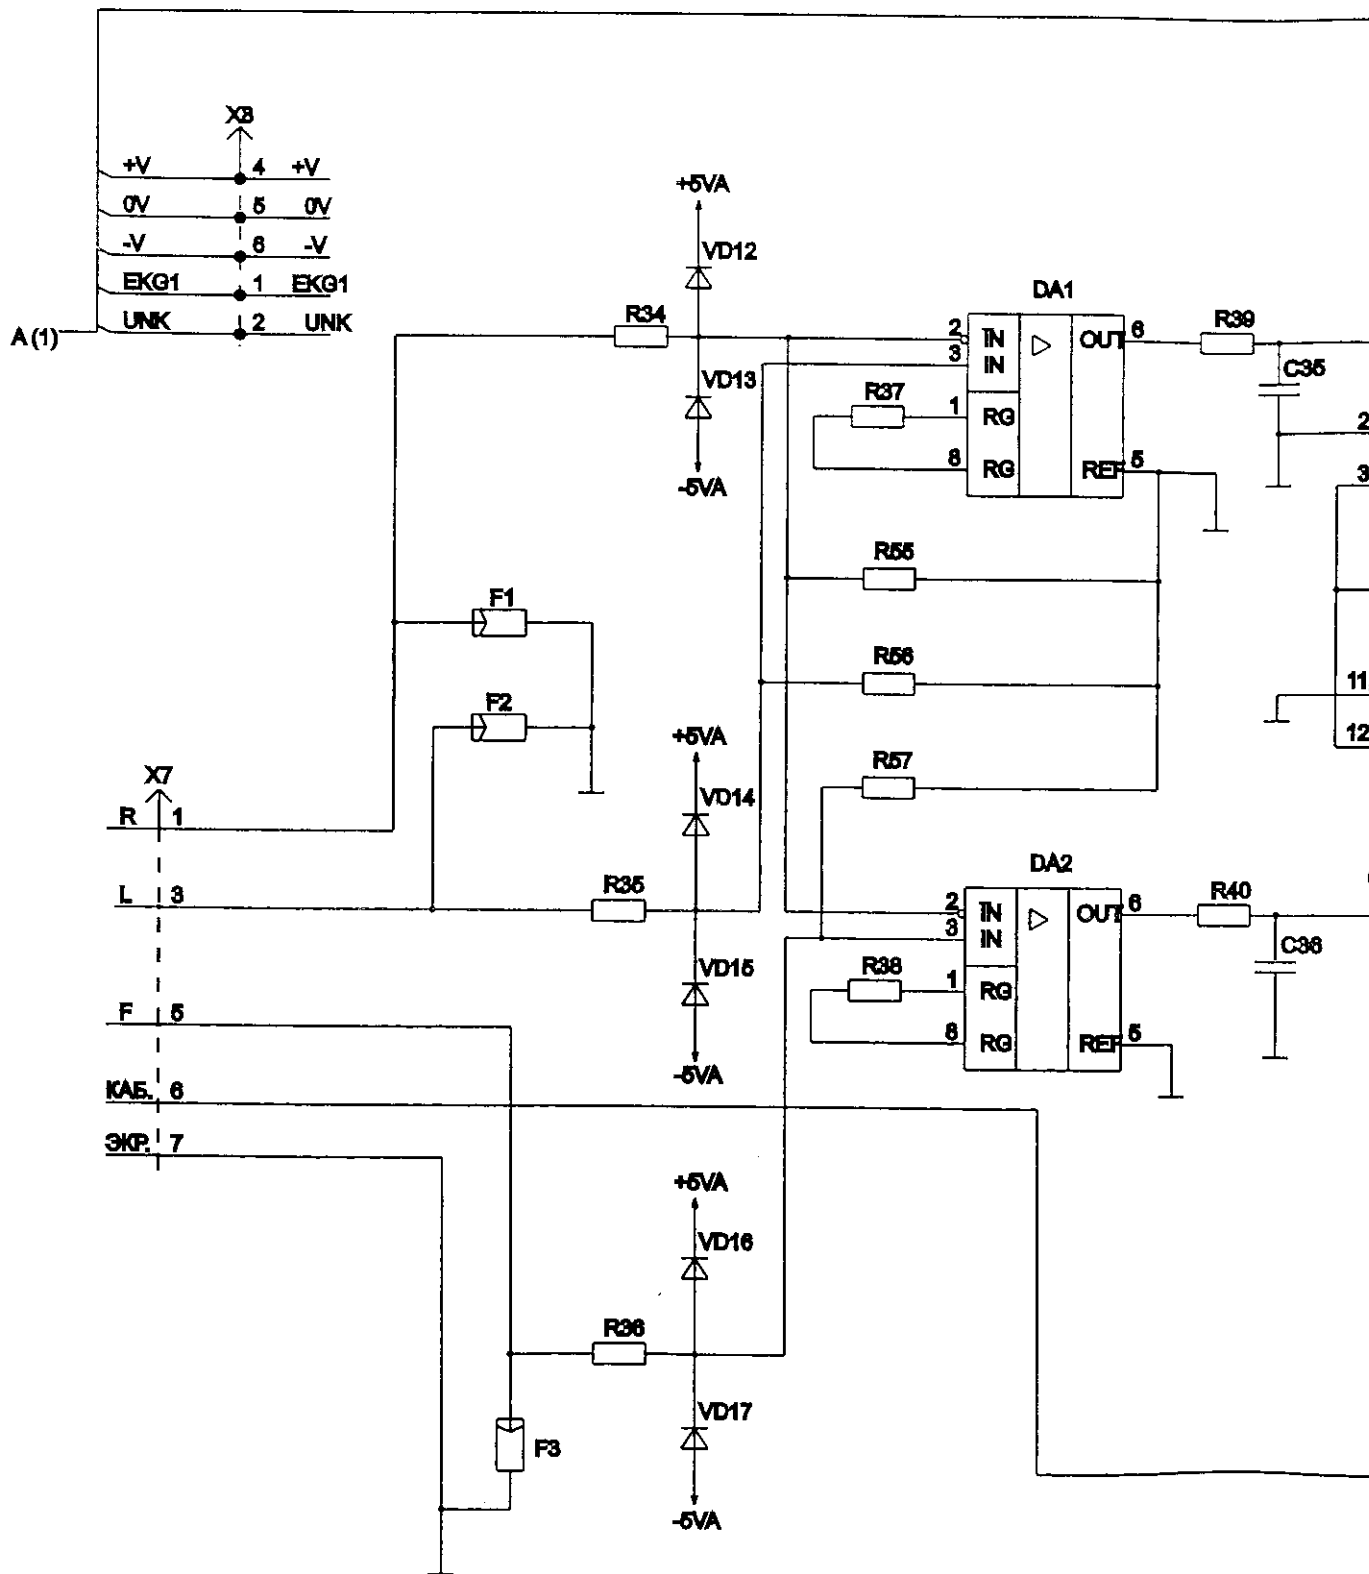 X8
+V 4 +V
0V 5 0V
-V 6 -V
EKG1 1 EKG1
UNK 2 UNK
A (1)
+5VA
VD12
R34
VD13
-5VA
DA1
2 IN OUT 6
3 IN
R37 1 RG
8 RG REF 5
R39
C35
2
3
R55
F1
R56
11
F2
+5VA
R57
12
X7
VD14
R 1
DA2
L 3
R35
2 IN OUT 6
3 IN
R40
C36
VD15
R38 1 RG
8 RG REF 5
F 5
-5VA
КАБ. 6
ЭКР. 7
+5VA
VD16
R36
VD17
F3
-5VA